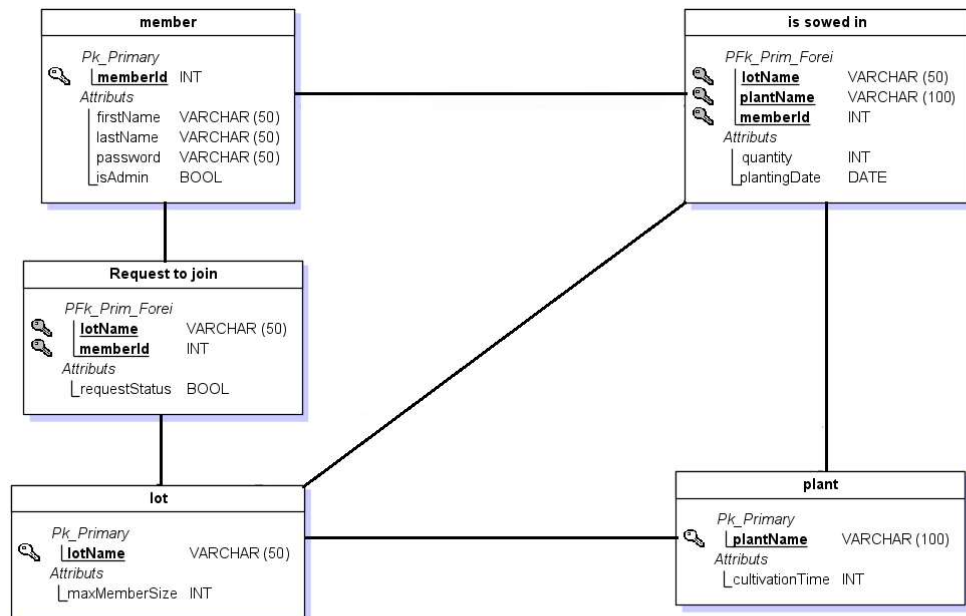 member
Pk_Primary
memberId INT
Attributs
firstName VARCHAR (50)
lastName VARCHAR (50)
password VARCHAR (50)
isAdmin BOOL
is sowed in
PFk_Prim_Forei
lotName VARCHAR (50)
plantName VARCHAR (100)
memberId INT
Attributs
quantity INT
plantingDate DATE
Request to join
PFk_Prim_Forei
lotName VARCHAR (50)
memberId INT
Attributs
requestStatus BOOL
lot
Pk_Primary
lotName VARCHAR (50)
Attributs
maxMemberSize INT
plant
Pk_Primary
plantName VARCHAR (100)
Attributs
cultivationTime INT